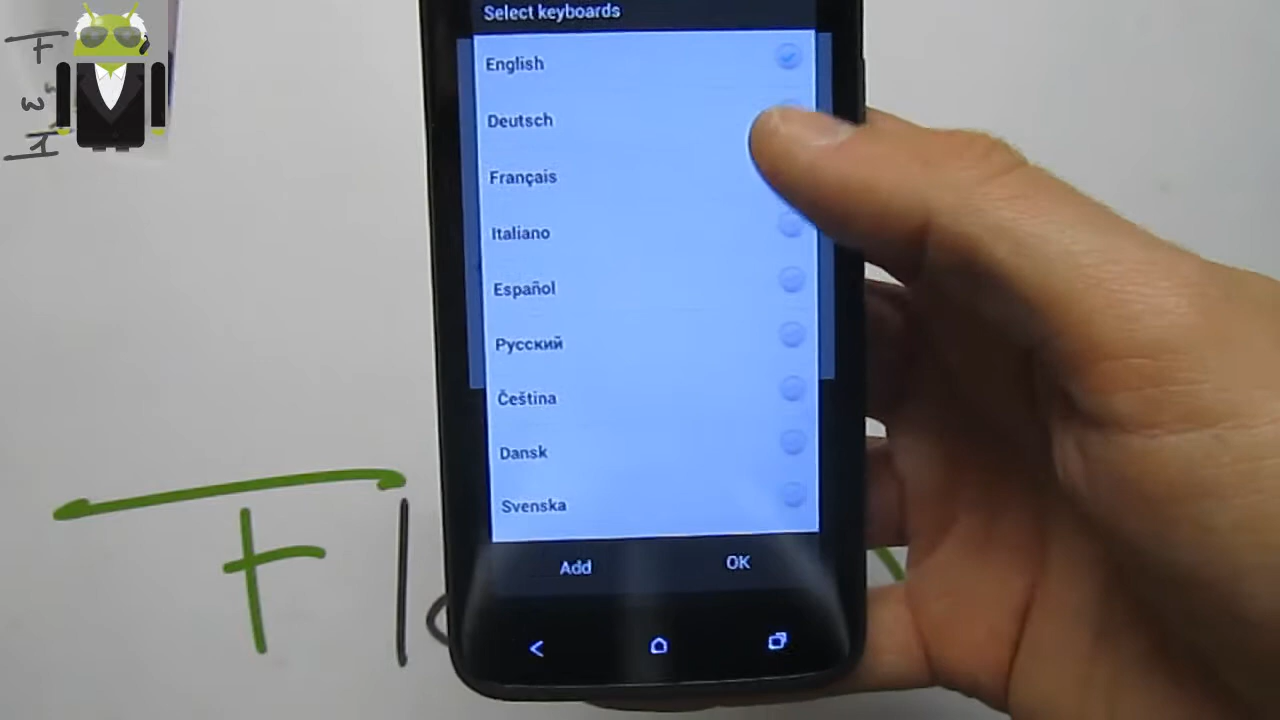 Select keyboards
English
Deutsch
Français
Italiano
Español
Русский
Čeština
Dansk
Svenska
Add
OK